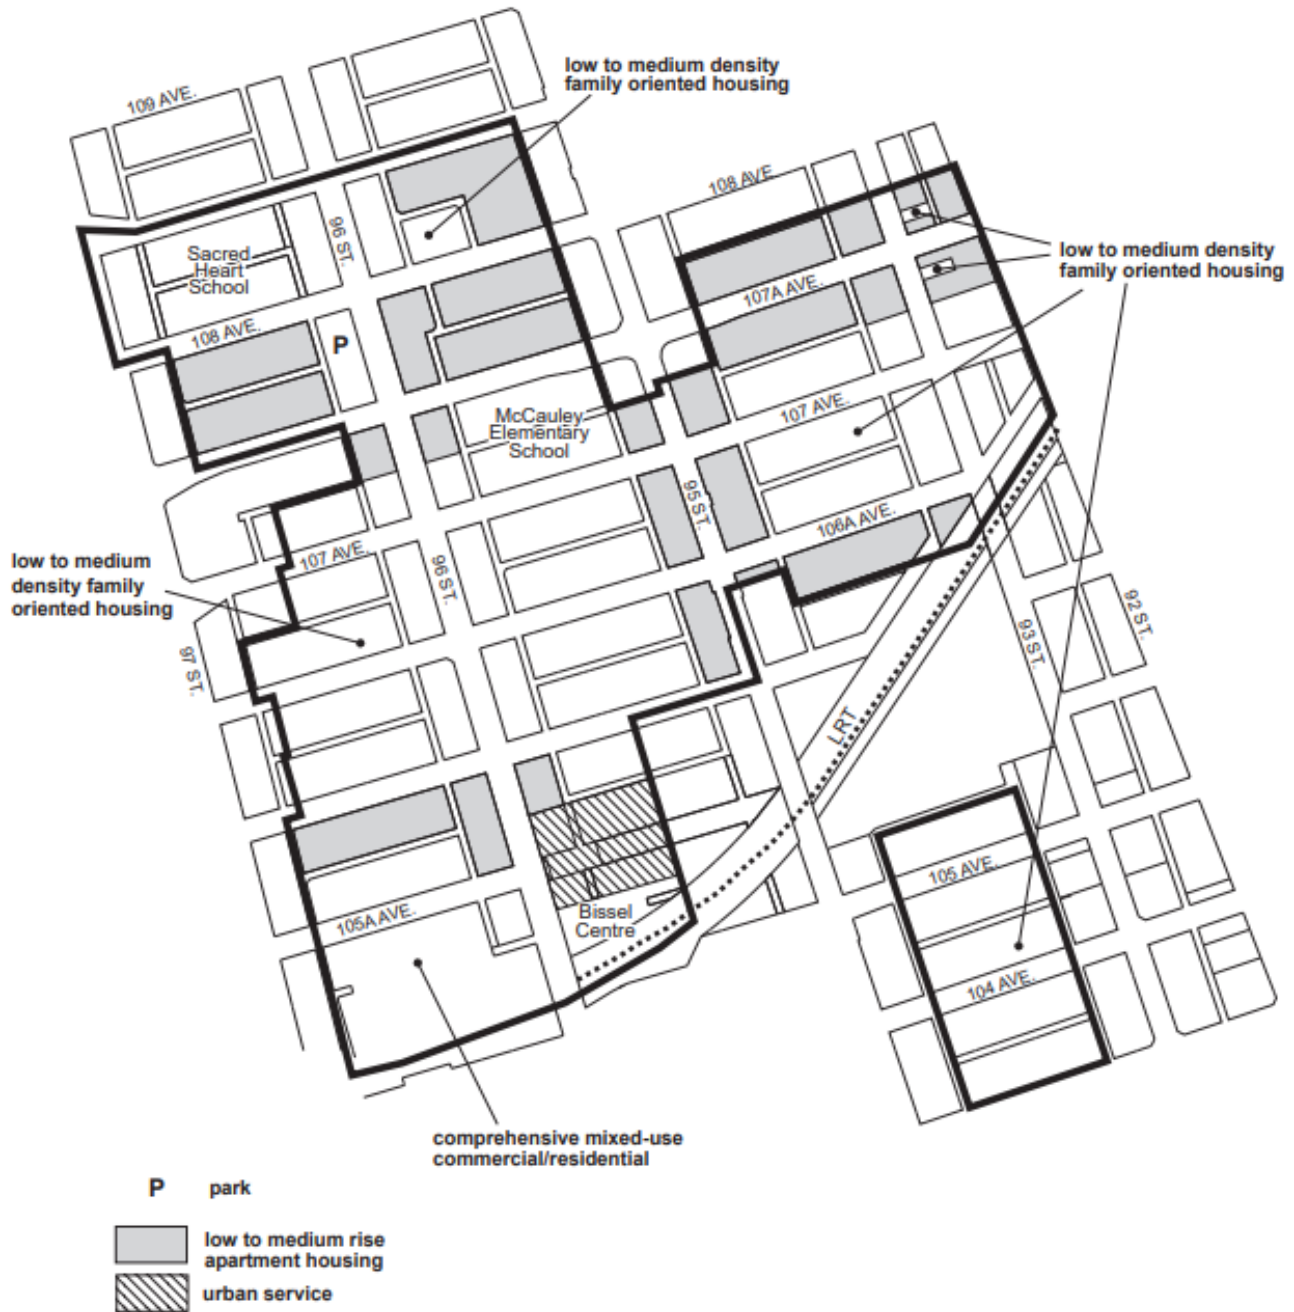 low to medium density
family oriented housing
109 AVE.
108 AVE.
96 ST.
Sacred
Heart
School
low to medium density
family oriented housing
107A AVE.
108 AVE.
P
McCauley
Elementary
School
107 AVE.
95 ST.
106A AVE.
low to medium
density family
oriented housing
107 AVE.
96 ST.
97 ST.
92 ST.
93 ST.
LRT
105 AVE.
105A AVE.
Bissel
Centre
104 AVE.
comprehensive mixed-use
commercial/residential
P park
low to medium rise
apartment housing
urban service